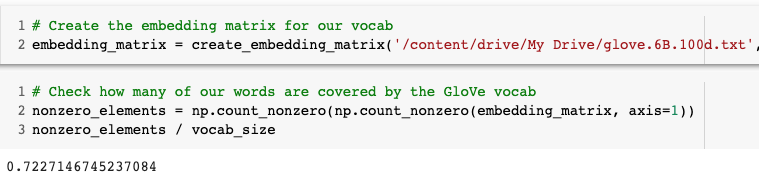 1 # Create the embedding matrix for our vocab
2 embedding_matrix = create_embedding_matrix('/content/drive/My Drive/glove.6B.100d.txt',
1 # Check how many of our words are covered by the GloVe vocab
2 nonzero_elements = np.count_nonzero(np.count_nonzero(embedding_matrix, axis=1))
3 nonzero_elements / vocab_size
0.7227146745237084